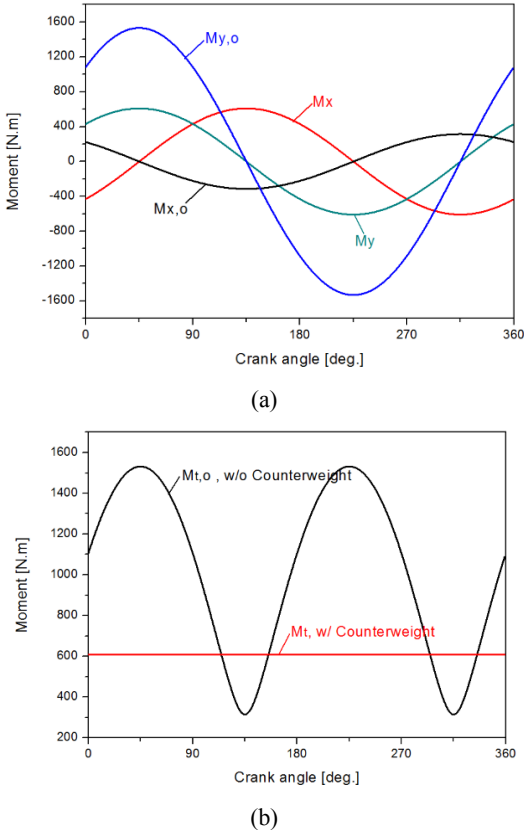 1600
My,o
1200
Moment [N.m]
800
Mx
400
0
-400
Mx,o
-800
My
-1200
-1600
0 90 180 270 360
Crank angle [deg.]
(a)
1600
Mt,o , w/o Counterweight
1400
1200
Moment [N.m]
1000
800
Mt, w/ Counterweight
600
400
200
0 90 180 270 360
Crank angle [deg.]
(b)